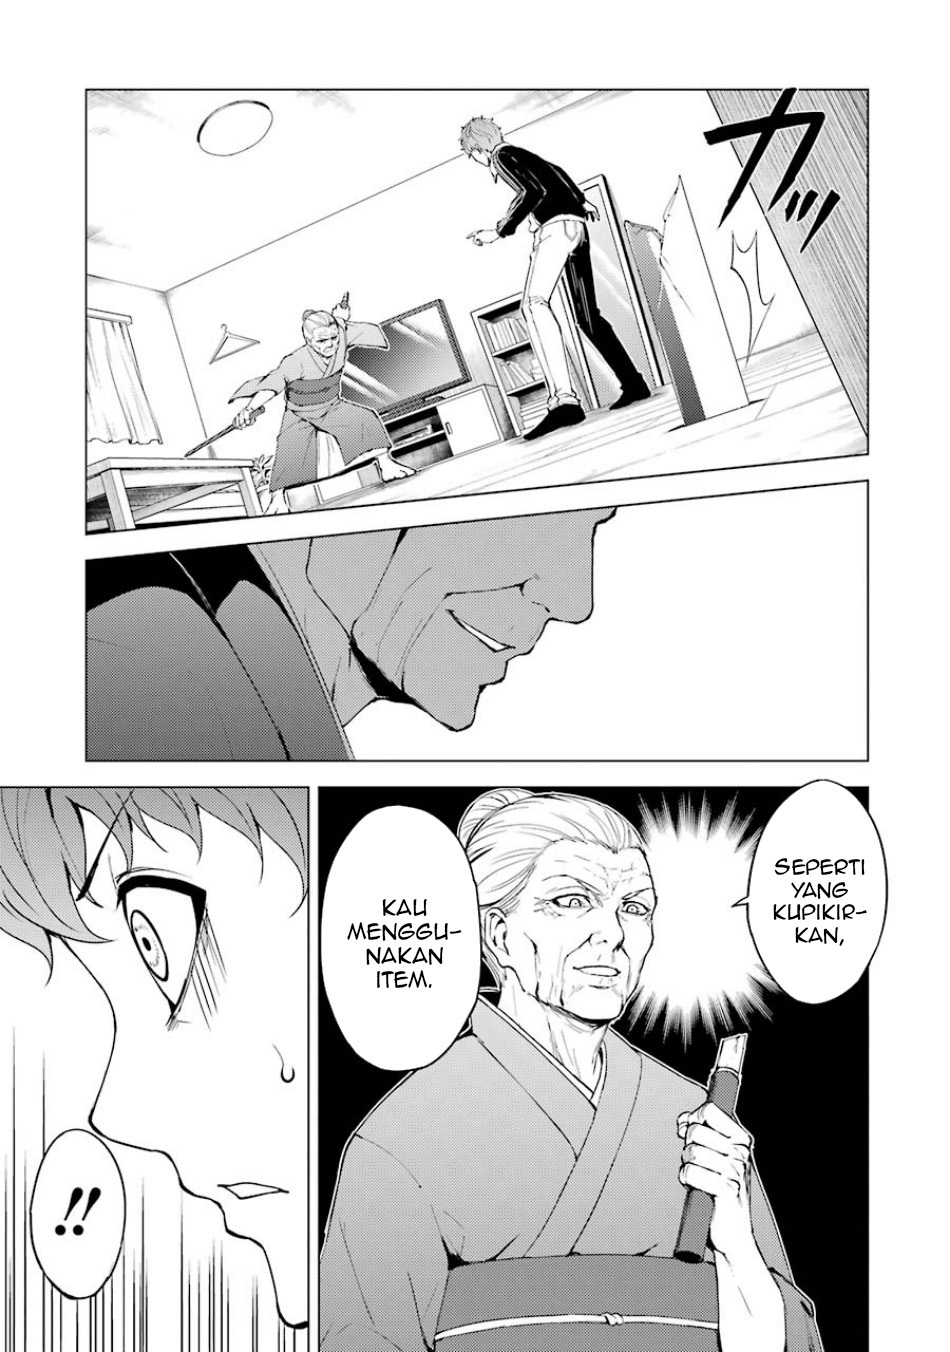 カッ
SEPERTI
YANG
KUPIKIR-
KAN,
KAU
MENGGU-
NAKAN
ITEM.
!!